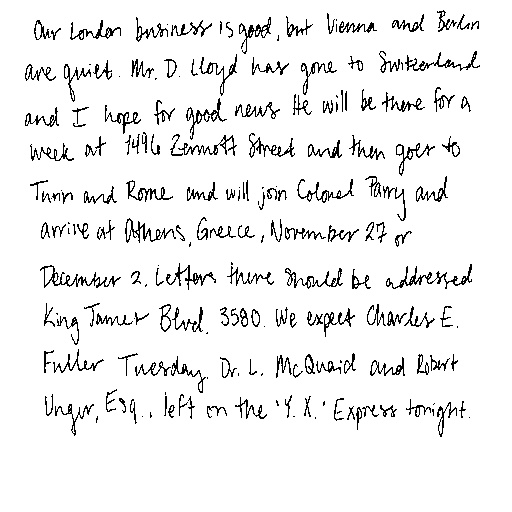 Our London business is good, but Vienna and Berlin
are quiet. Mr. D. Lloyd has gone to Switzerland
and I hope for good news He will be there for a
week at 1496 Zermott Street and then goes to
Turin and Rome and will join Colonel Parry and
arrive at Athens, Greece, November 27 or
December 2. Letters there should be addressed
King James Blvd. 3580. We expect Charles E.
Fuller Tuesday. Dr. L. McQuaid and Robert
Unger, Esq., left on the 'Y. X.' Express tonight.